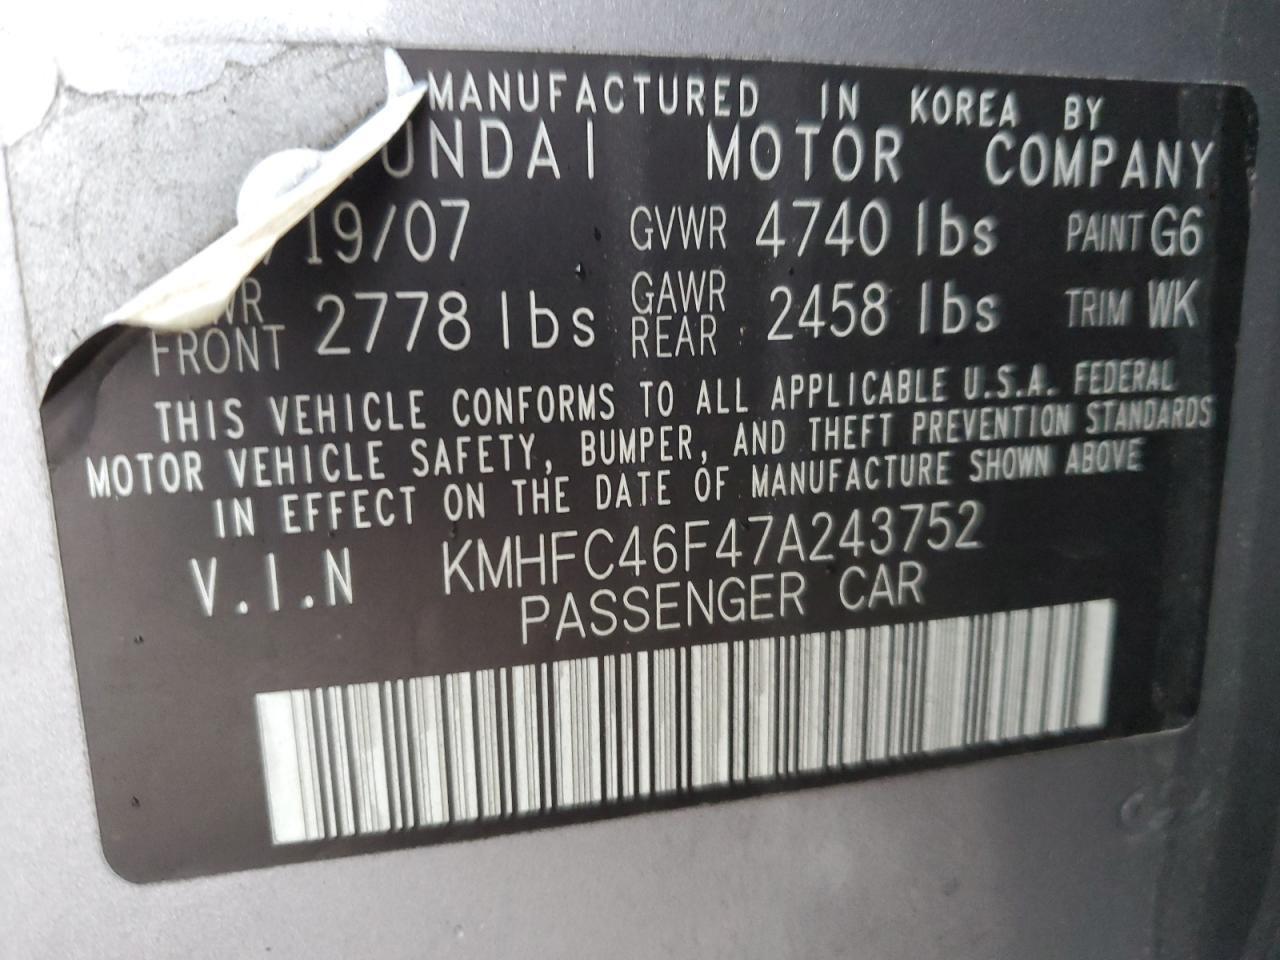 MANUFACTURED IN KOREA BY
UNDAI MOTOR COMPANY
19/07 GVWR 4740 lbs PAINT G6
WR FRONT 2778 lbs GAWR REAR 2458 lbs TRIM WK
THIS VEHICLE CONFORMS TO ALL APPLICABLE U.S.A. FEDERAL
MOTOR VEHICLE SAFETY, BUMPER, AND THEFT PREVENTION STANDARDS
IN EFFECT ON THE DATE OF MANUFACTURE SHOWN ABOVE
V.I.N KMHFC46F47A243752
PASSENGER CAR